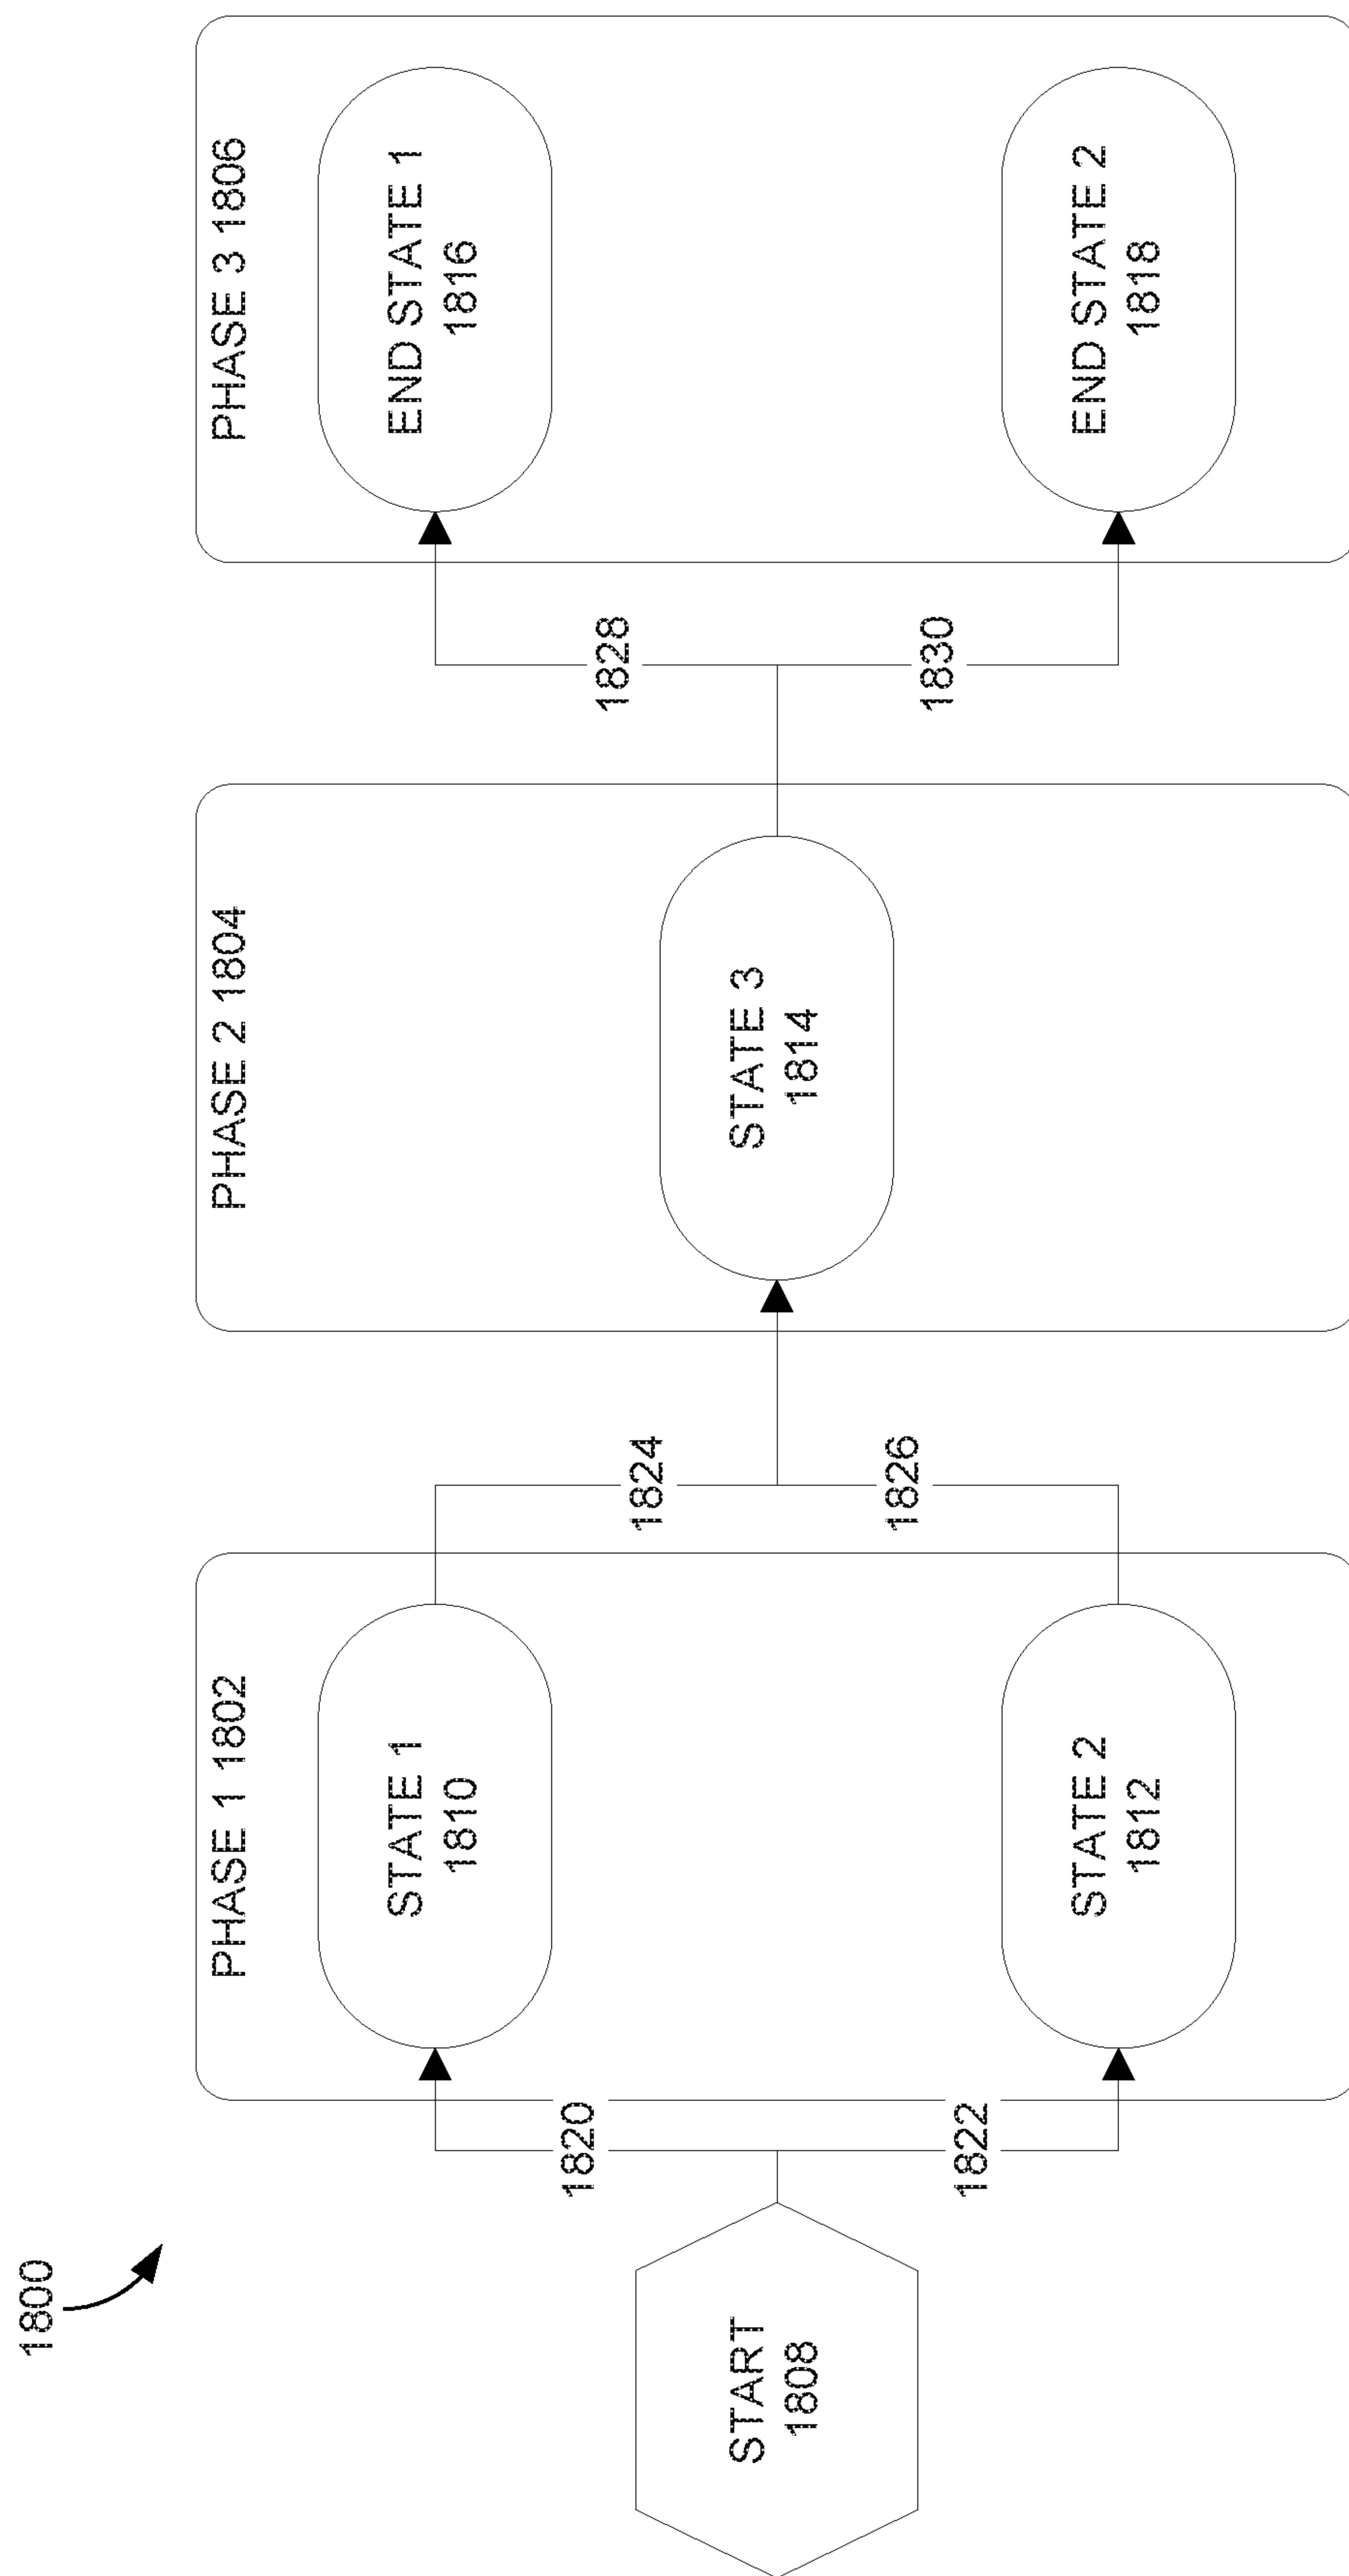 1800
START
1808
1820
1822
PHASE 1 1802
STATE 1
1810
STATE 2
1812
1824
1826
PHASE 2 1804
STATE 3
1814
1828
1830
PHASE 3 1806
END STATE 1
1816
END STATE 2
1818